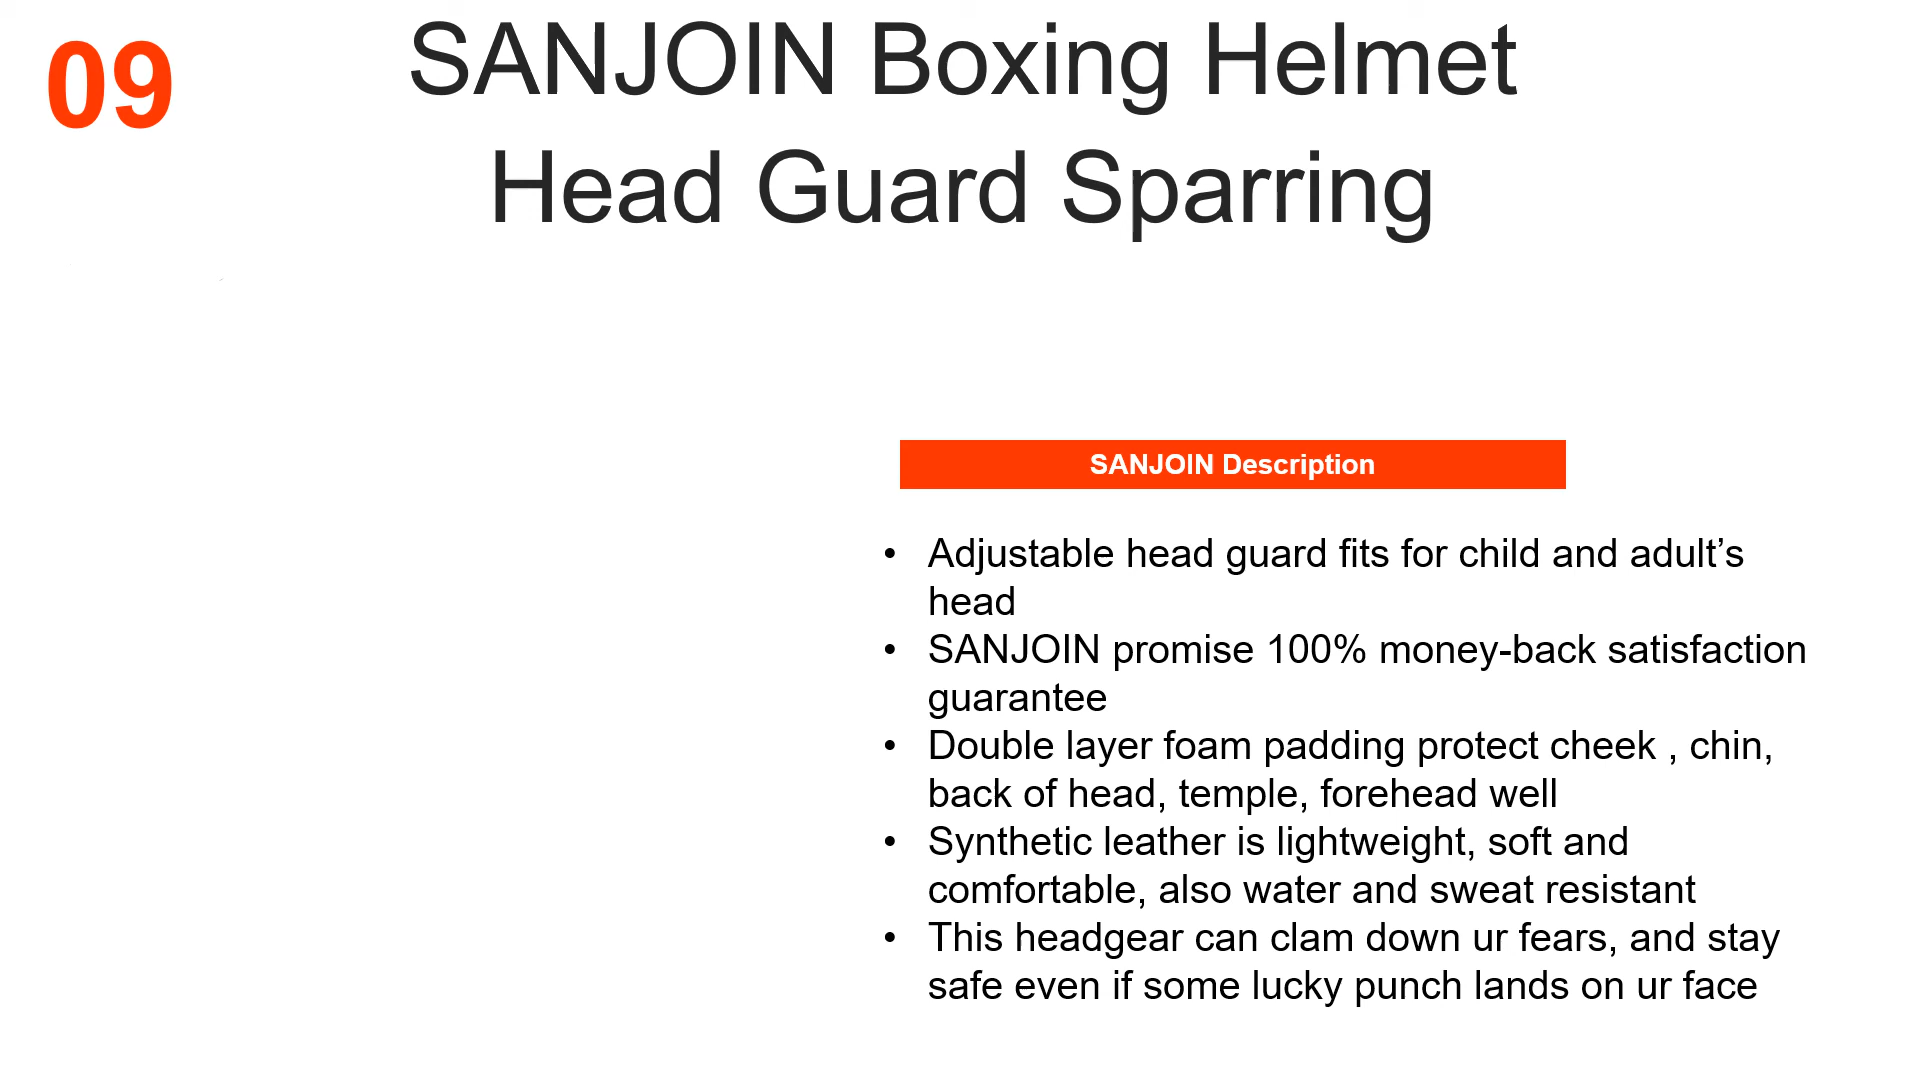 09
SANJOIN Boxing Helmet
Head Guard Sparring
SANJOIN Description
• Adjustable head guard fits for child and adult’s
head
• SANJOIN promise 100% money-back satisfaction
guarantee
• Double layer foam padding protect cheek , chin,
back of head, temple, forehead well
• Synthetic leather is lightweight, soft and
comfortable, also water and sweat resistant
• This headgear can clam down ur fears, and stay
safe even if some lucky punch lands on ur face